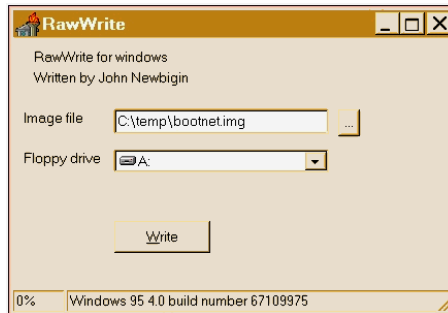 RawWrite
RawWrite for windows
Written by John Newbigin
Image file C:\temp\bootnet.img ...
Floppy drive A:
Write
0% Windows 95 4.0 build number 67109975